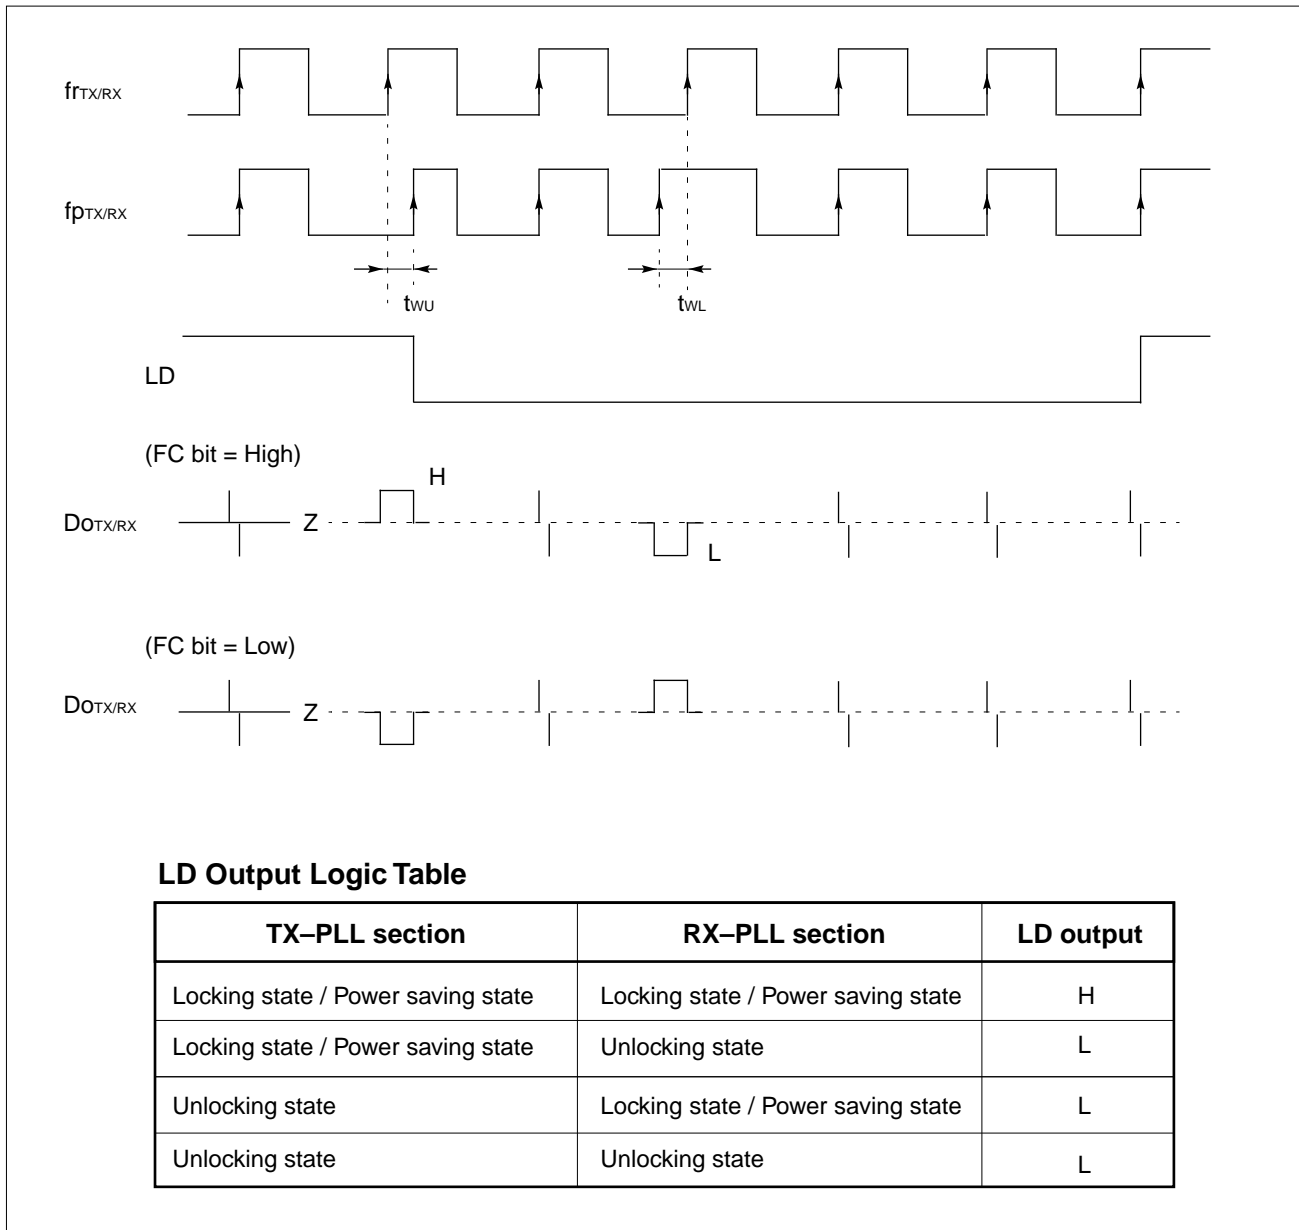 frTX/RX
fpTX/RX
tWU tWL
LD
(FC bit = High)
H
DoTX/RX Z
L
(FC bit = Low)
DoTX/RX Z
LD Output Logic Table
TX–PLL section RX–PLL section LD output
Locking state / Power saving state Locking state / Power saving state H
Locking state / Power saving state Unlocking state L
Unlocking state Locking state / Power saving state L
Unlocking state Unlocking state L